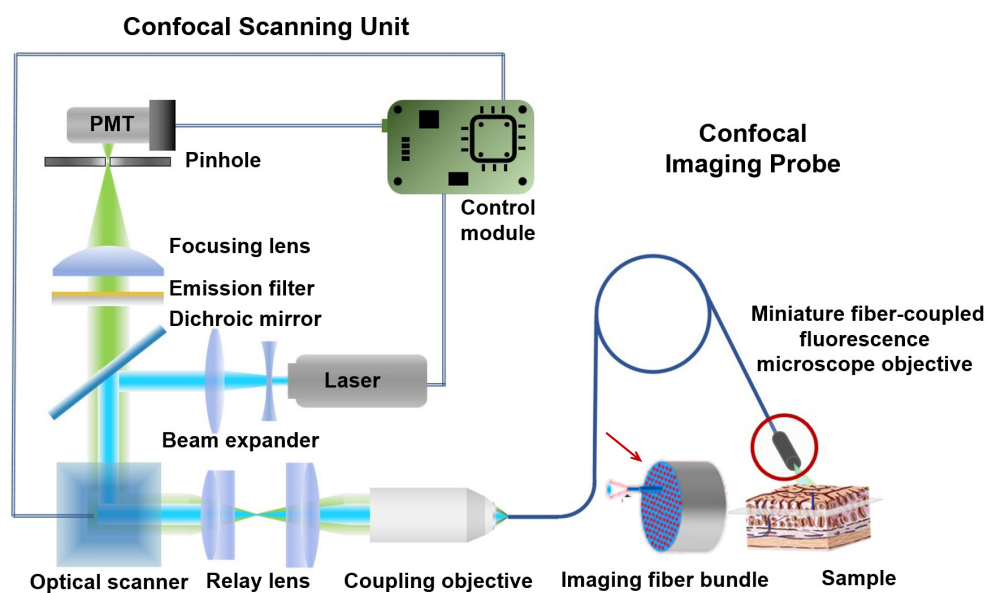 Confocal Scanning Unit
PMT
Pinhole
Control
module
Confocal
Imaging Probe
Focusing lens
Emission filter
Dichroic mirror
Laser
Beam expander
Miniature fiber-coupled
fluorescence
microscope objective
Optical scanner
Relay lens
Coupling objective
Imaging fiber bundle
Sample